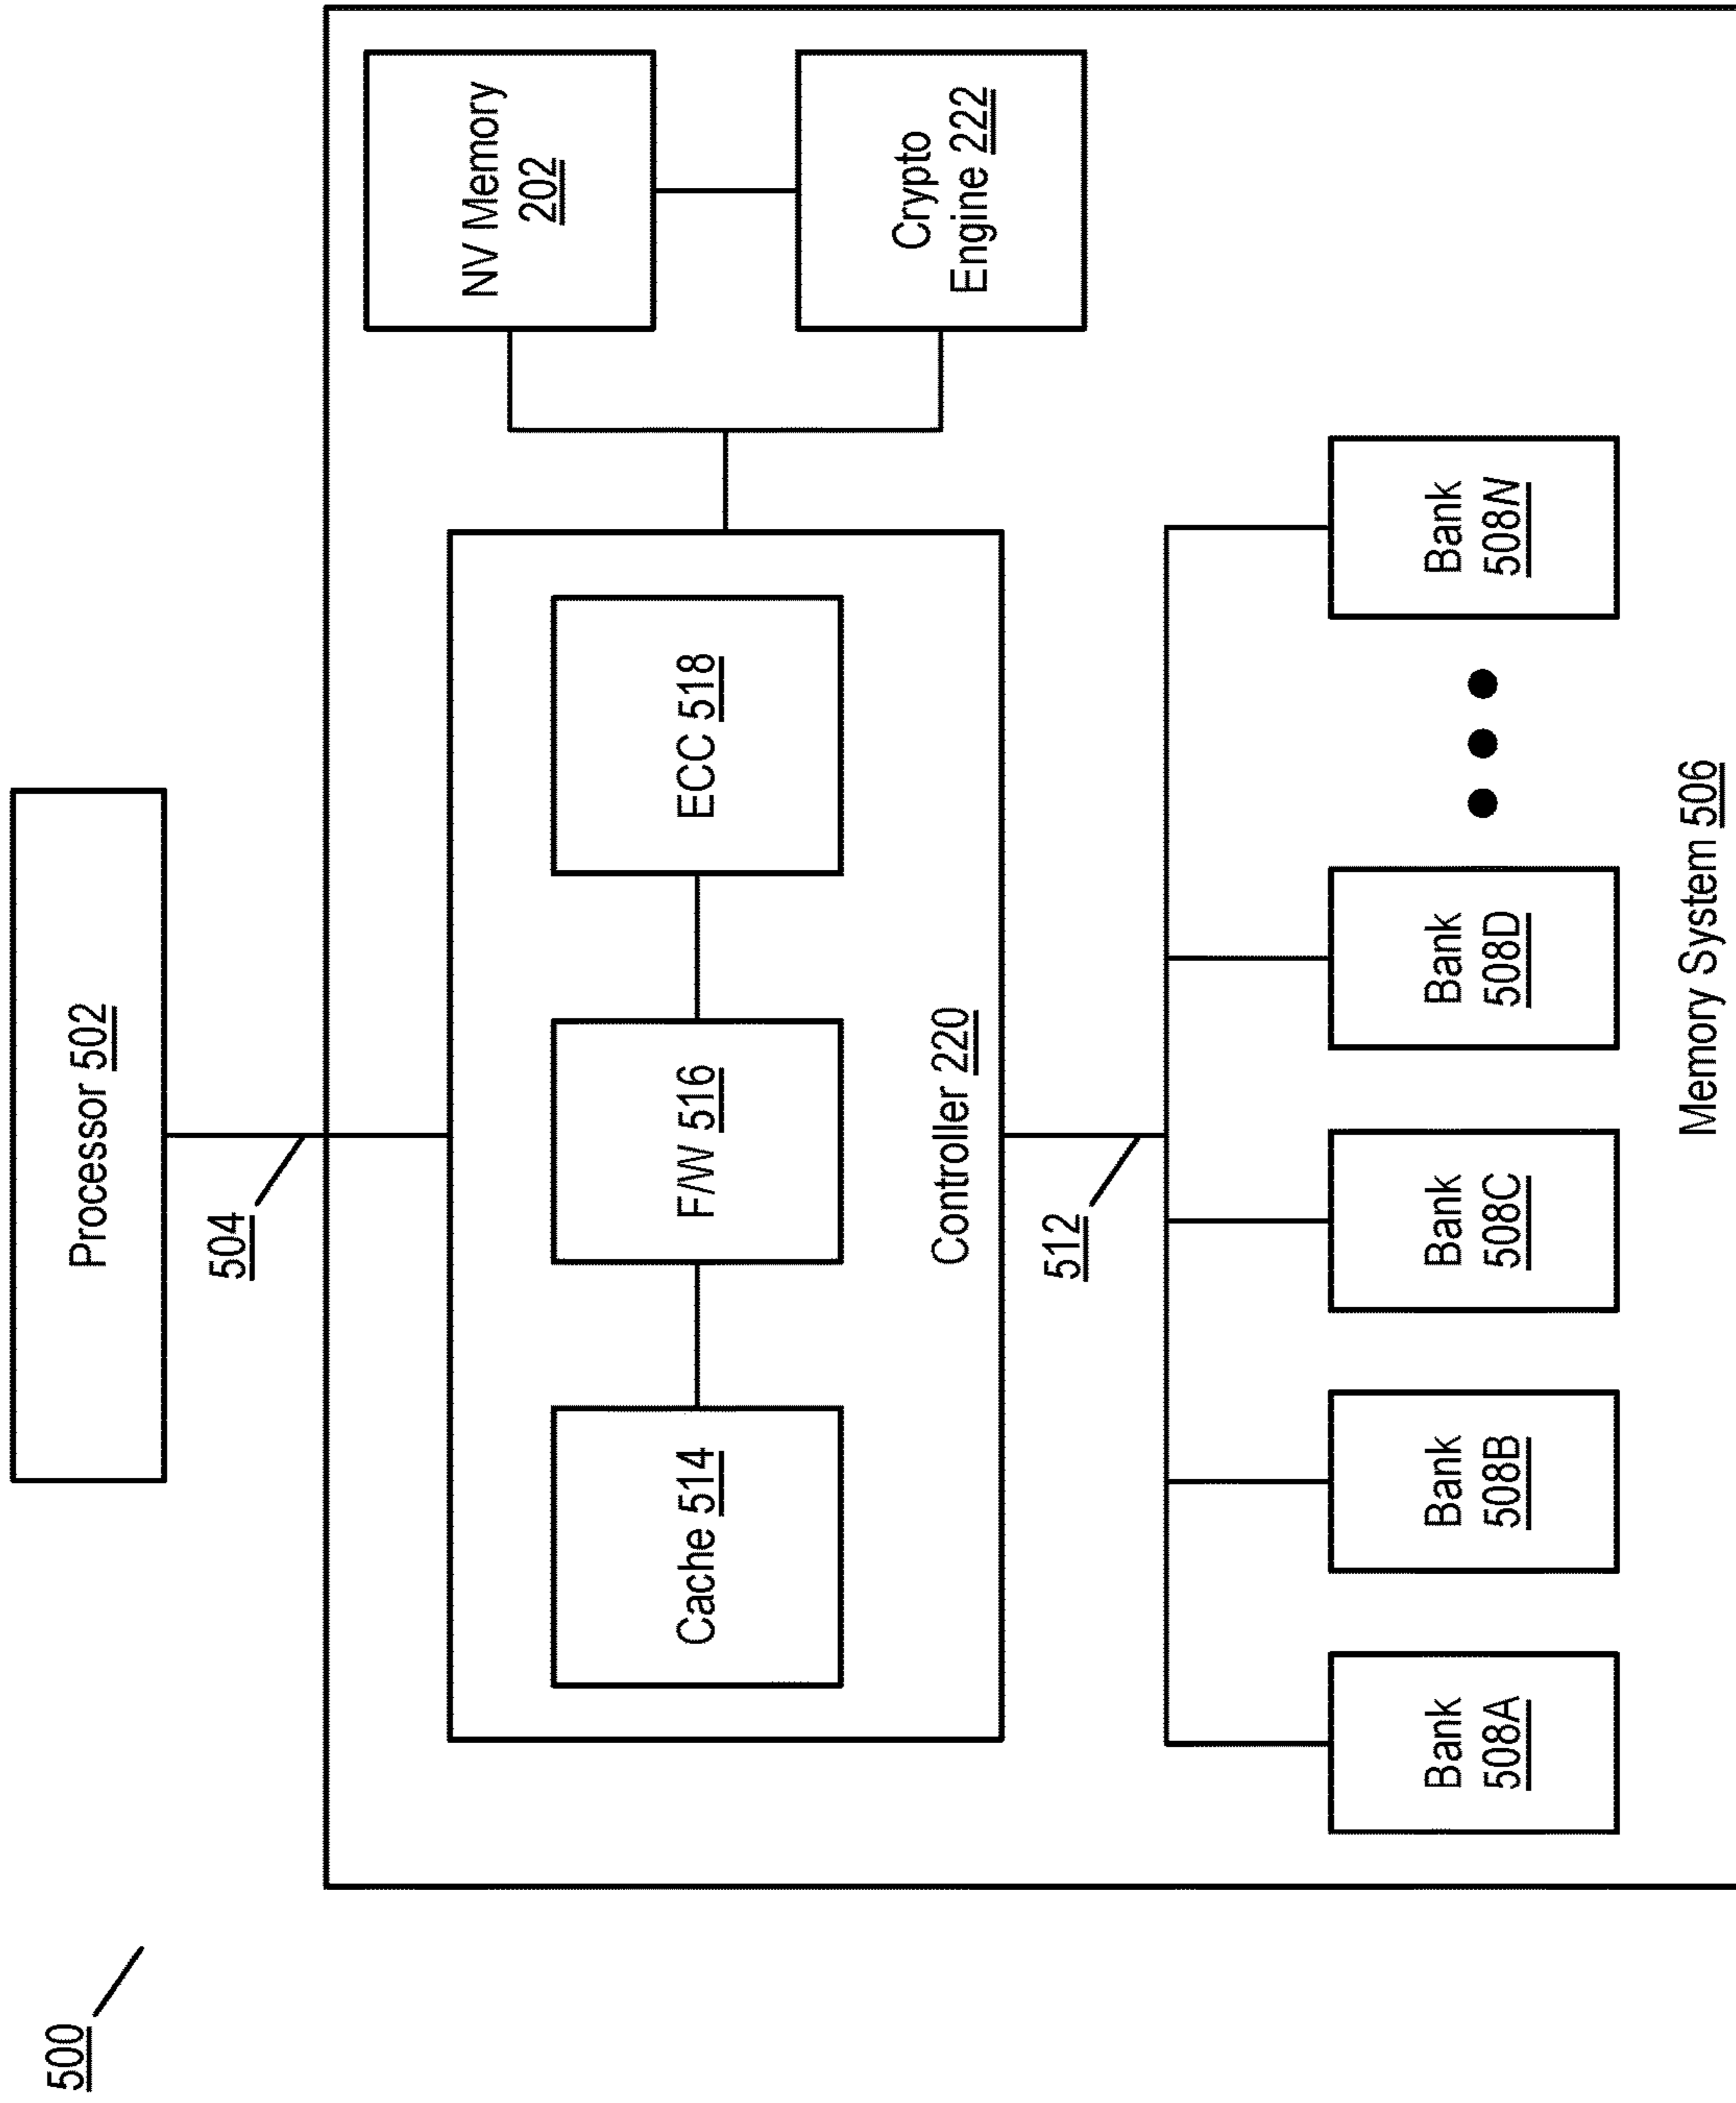 500
Processor 502
504
Cache 514
F/W 516
ECC 518
Controller 220
NV Memory
202
Crypto
Engine 222
512
Bank
508A
Bank
508B
Bank
508C
Bank
508D
Bank
508N
Memory System 506